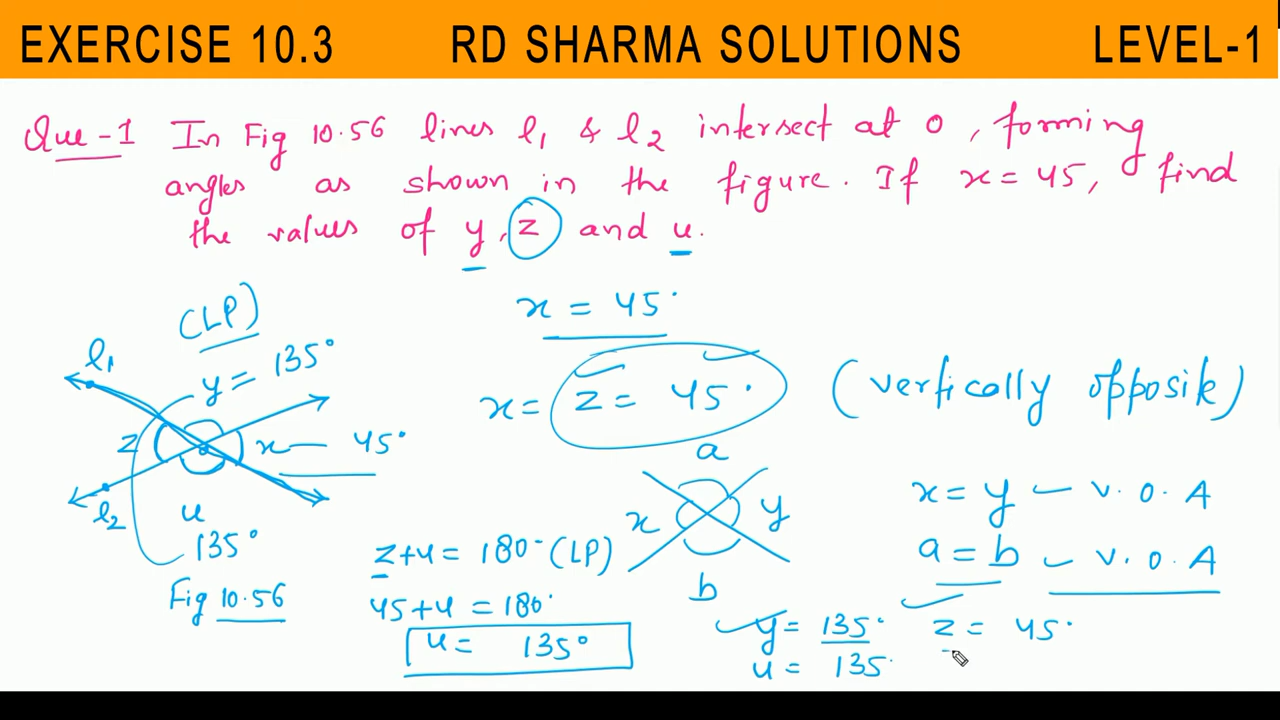 EXERCISE 10.3 RD SHARMA SOLUTIONS LEVEL-1
Que-1 In Fig 10.56 lines l₁ & l₂ intersect at O, forming
angles as shown in the figure. If x = 45, find
the values of y, z and u.
(LP)
y = 135°
l₁
z
x — 45°
l₂
u
135°
Fig 10.56
x = 45°
x = z = 45° (vertically opposite)
a
x
y
b
x = y – V.O.A
a = b – V.O.A
z+u = 180° (LP)
45+u = 180°
u = 135°
y = 135° z = 45°
u = 135°